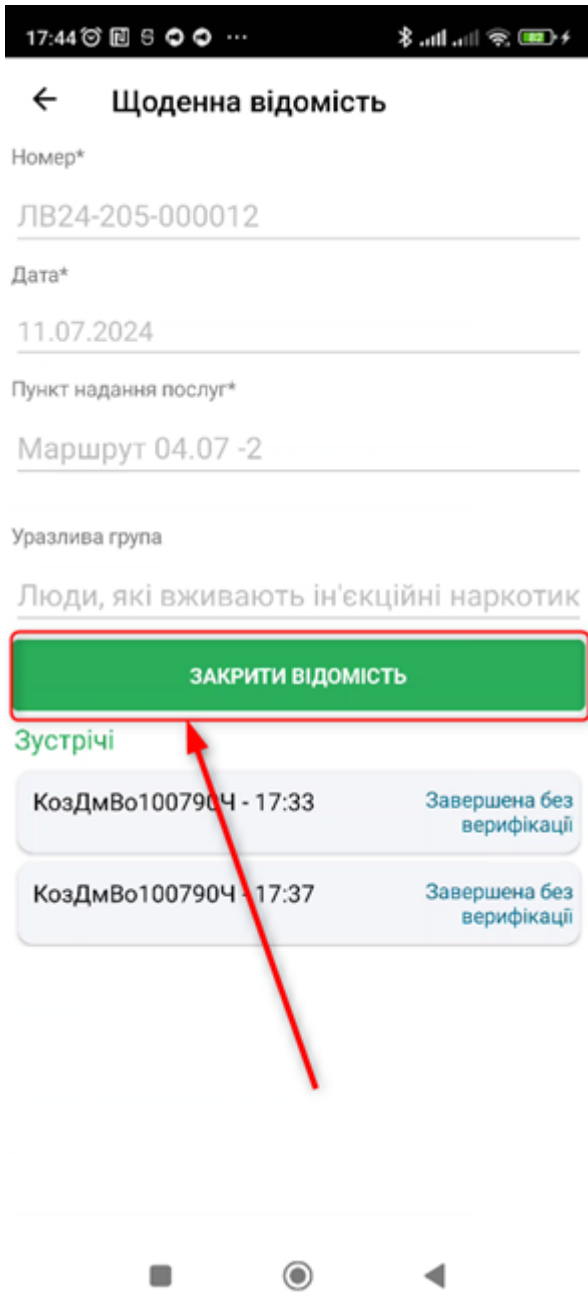 17:44
← Щоденна відомість
Номер*
ЛВ24-205-000012
Дата*
11.07.2024
Пункт надання послуг*
Маршрут 04.07 -2
Уразлива група
Люди, які вживають ін'єкційні наркотик
ЗАКРИТИ ВІДОМІСТЬ
Зустрічі
КозДмВо100790Ч - 17:33
Завершена без
верифікації
КозДмВо100790Ч - 17:37
Завершена без
верифікації